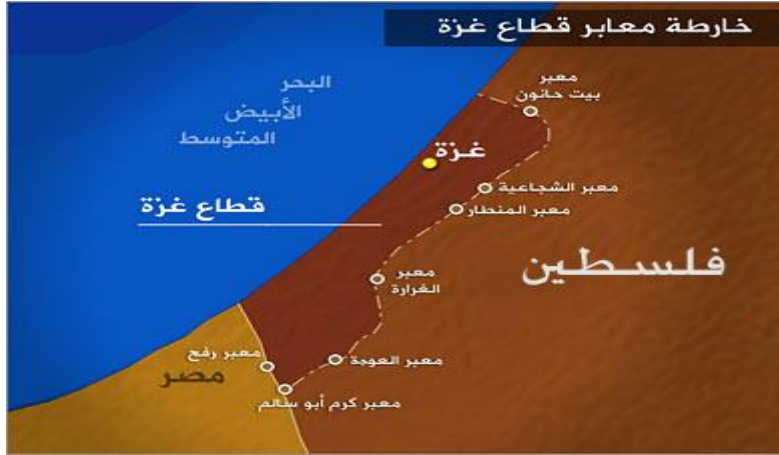 خارطة معابر قطاع غزة
البحر
الأبيض
المتوسط
معبر
بيت حانون
غزة
معبر الشجاعية
معبر المنطار
قطاع غزة
فلسطين
معبر
القرارة
معبر العودة
معبر رفح
مصر
معبر كرم أبو سالم